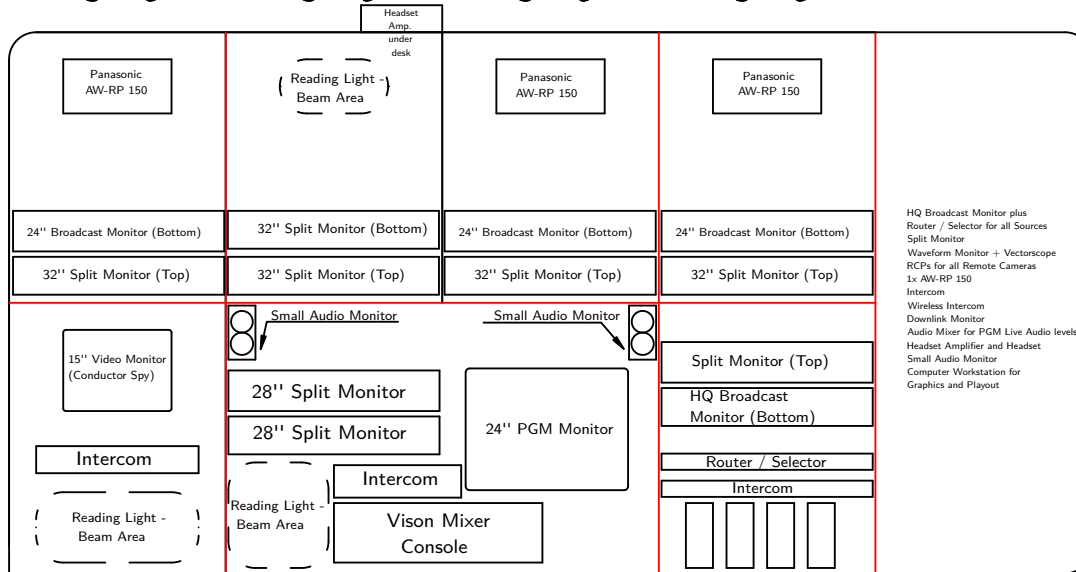 Headset
Amp.
under
desk
Panasonic
AW-RP 150
Reading Light -
Beam Area
Panasonic
AW-RP 150
Panasonic
AW-RP 150
24'' Broadcast Monitor (Bottom)
32'' Split Monitor (Bottom)
24'' Broadcast Monitor (Bottom)
24'' Broadcast Monitor (Bottom)
32'' Split Monitor (Top)
32'' Split Monitor (Top)
32'' Split Monitor (Top)
32'' Split Monitor (Top)
HQ Broadcast Monitor plus
Router / Selector for all Sources
Split Monitor
Waveform Monitor + Vectorscope
RCPs for all Remote Cameras
1x AW-RP 150
Intercom
Wireless Intercom
Downlink Monitor
Audio Mixer for PGM Live Audio levels
Headset Amplifier and Headset
Small Audio Monitor
Computer Workstation for
Graphics and Playout
15'' Video Monitor
(Conductor Spy)
Intercom
Reading Light -
Beam Area
Small Audio Monitor
Small Audio Monitor
28'' Split Monitor
28'' Split Monitor
24'' PGM Monitor
Intercom
Reading Light -
Beam Area
Vison Mixer
Console
Split Monitor (Top)
HQ Broadcast
Monitor (Bottom)
Router / Selector
Intercom